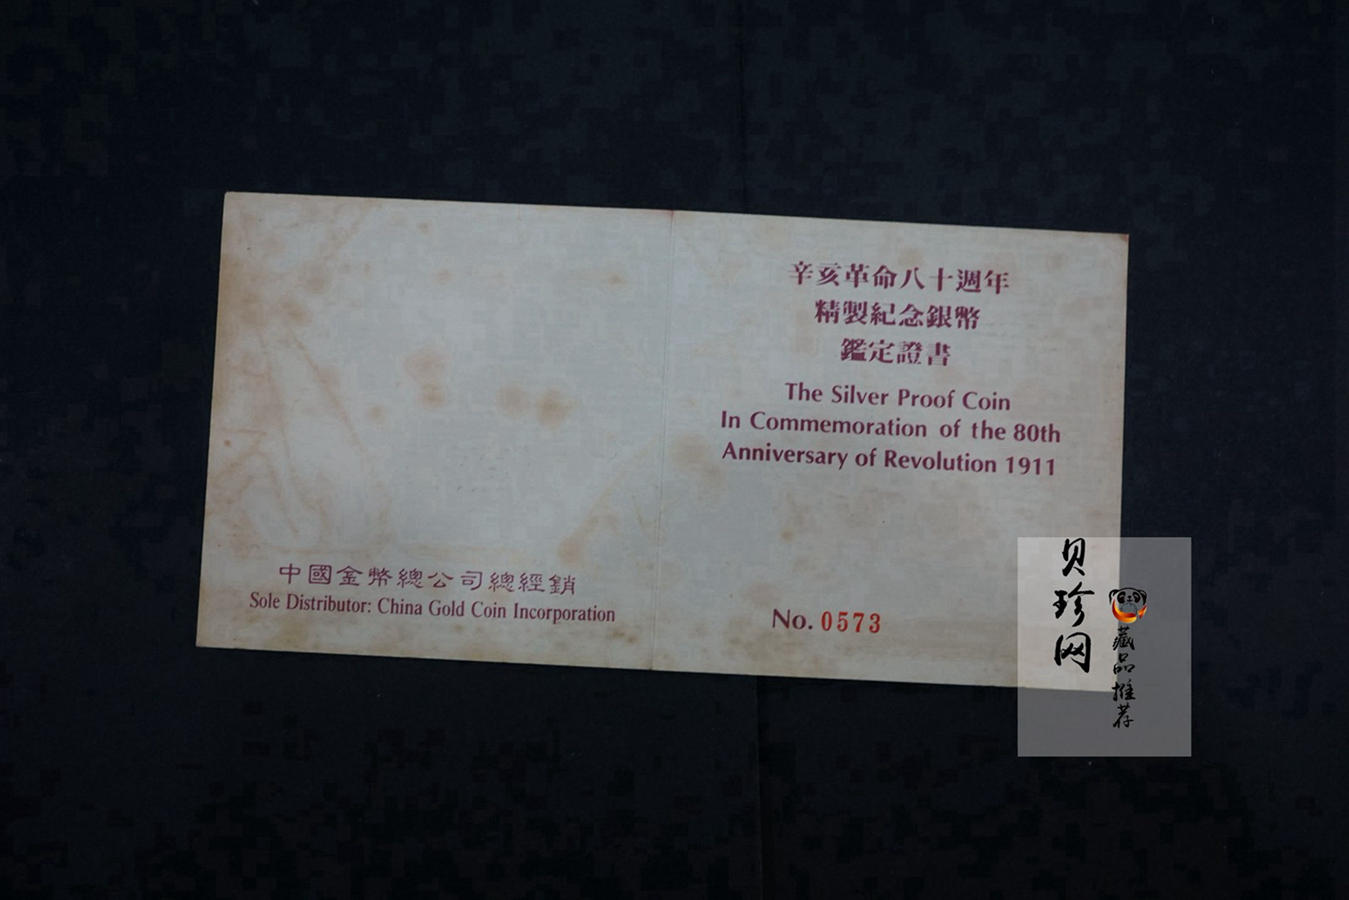 辛亥革命八十週年
精製紀念銀幣
鑑定證書
The Silver Proof Coin
In Commemoration of the 80th
Anniversary of Revolution 1911
No. 0573
中國金幣總公司總經銷
Sole Distributor: China Gold Coin Incorporation
贝珍网
藏品推荐